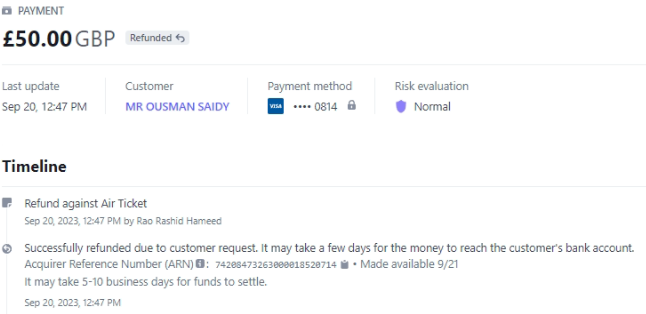 PAYMENT
£50.00 GBP Refunded
Last update Customer Payment method Risk evaluation
Sep 20, 12:47 PM MR OUSMAN SAIDY VISA •••• 0814 Normal
Timeline
Refund against Air Ticket
Sep 20, 2023, 12:47 PM by Rao Rashid Hameed
Successfully refunded due to customer request. It may take a few days for the money to reach the customer's bank account.
Acquirer Reference Number (ARN) : 74208473263000018520714 • Made available 9/21
It may take 5-10 business days for funds to settle.
Sep 20, 2023, 12:47 PM